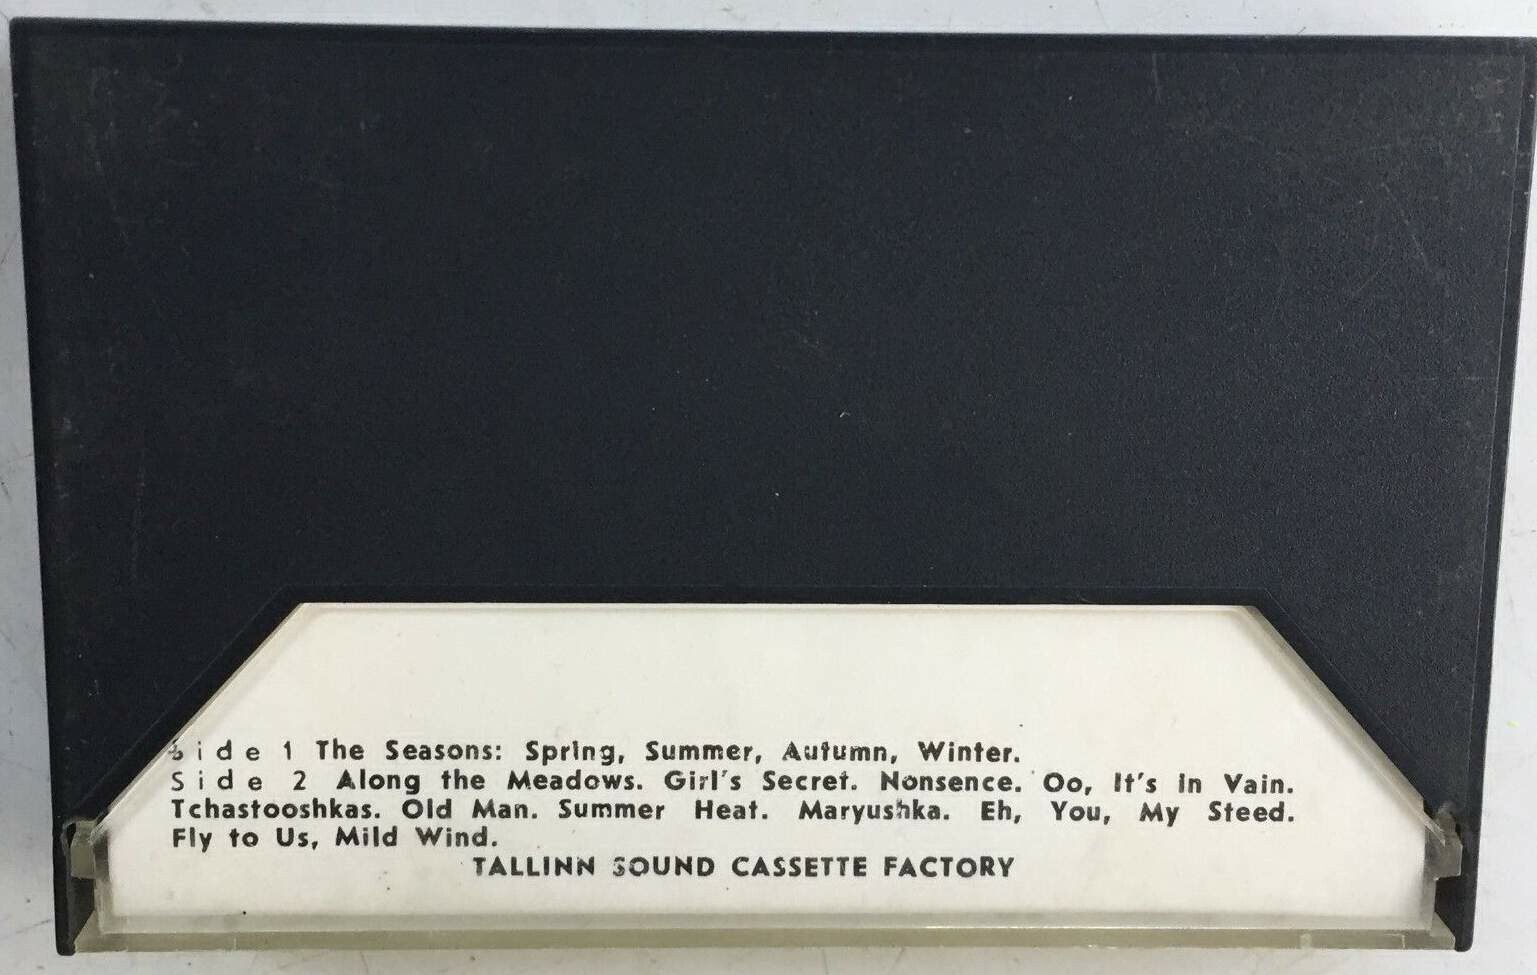 Side 1 The Seasons: Spring, Summer, Autumn, Winter.
Side 2 Along the Meadows. Girl's Secret. Nonsence. Oo, It's in Vain.
Tchastooshkas. Old Man. Summer Heat. Maryushka. Eh, You, My Steed.
Fly to Us, Mild Wind.
TALLINN SOUND CASSETTE FACTORY